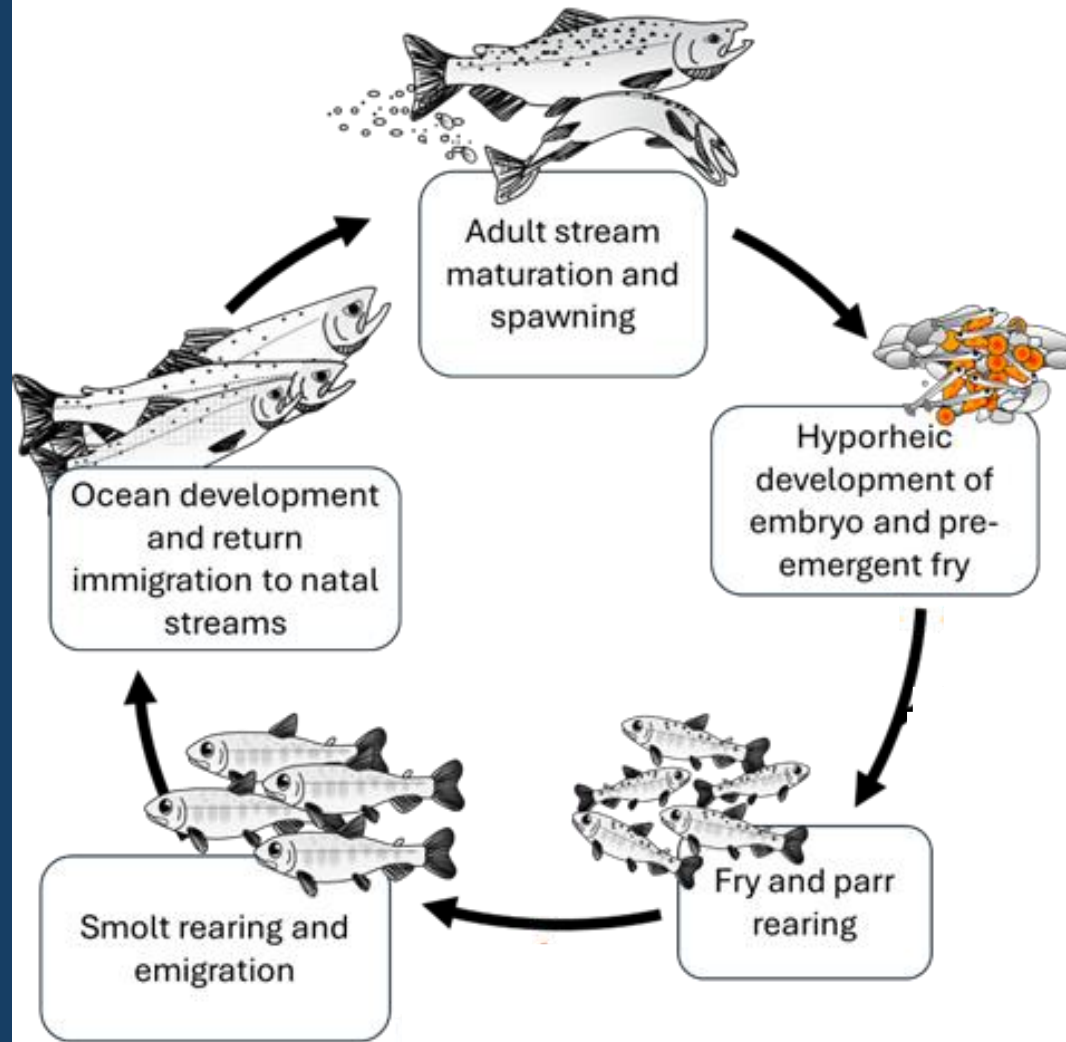 Adult stream
maturation and
spawning
Hyporheic
development of
embryo and pre-
emergent fry
Fry and parr
rearing
Smolt rearing and
emigration
Ocean development
and return
immigration to natal
streams